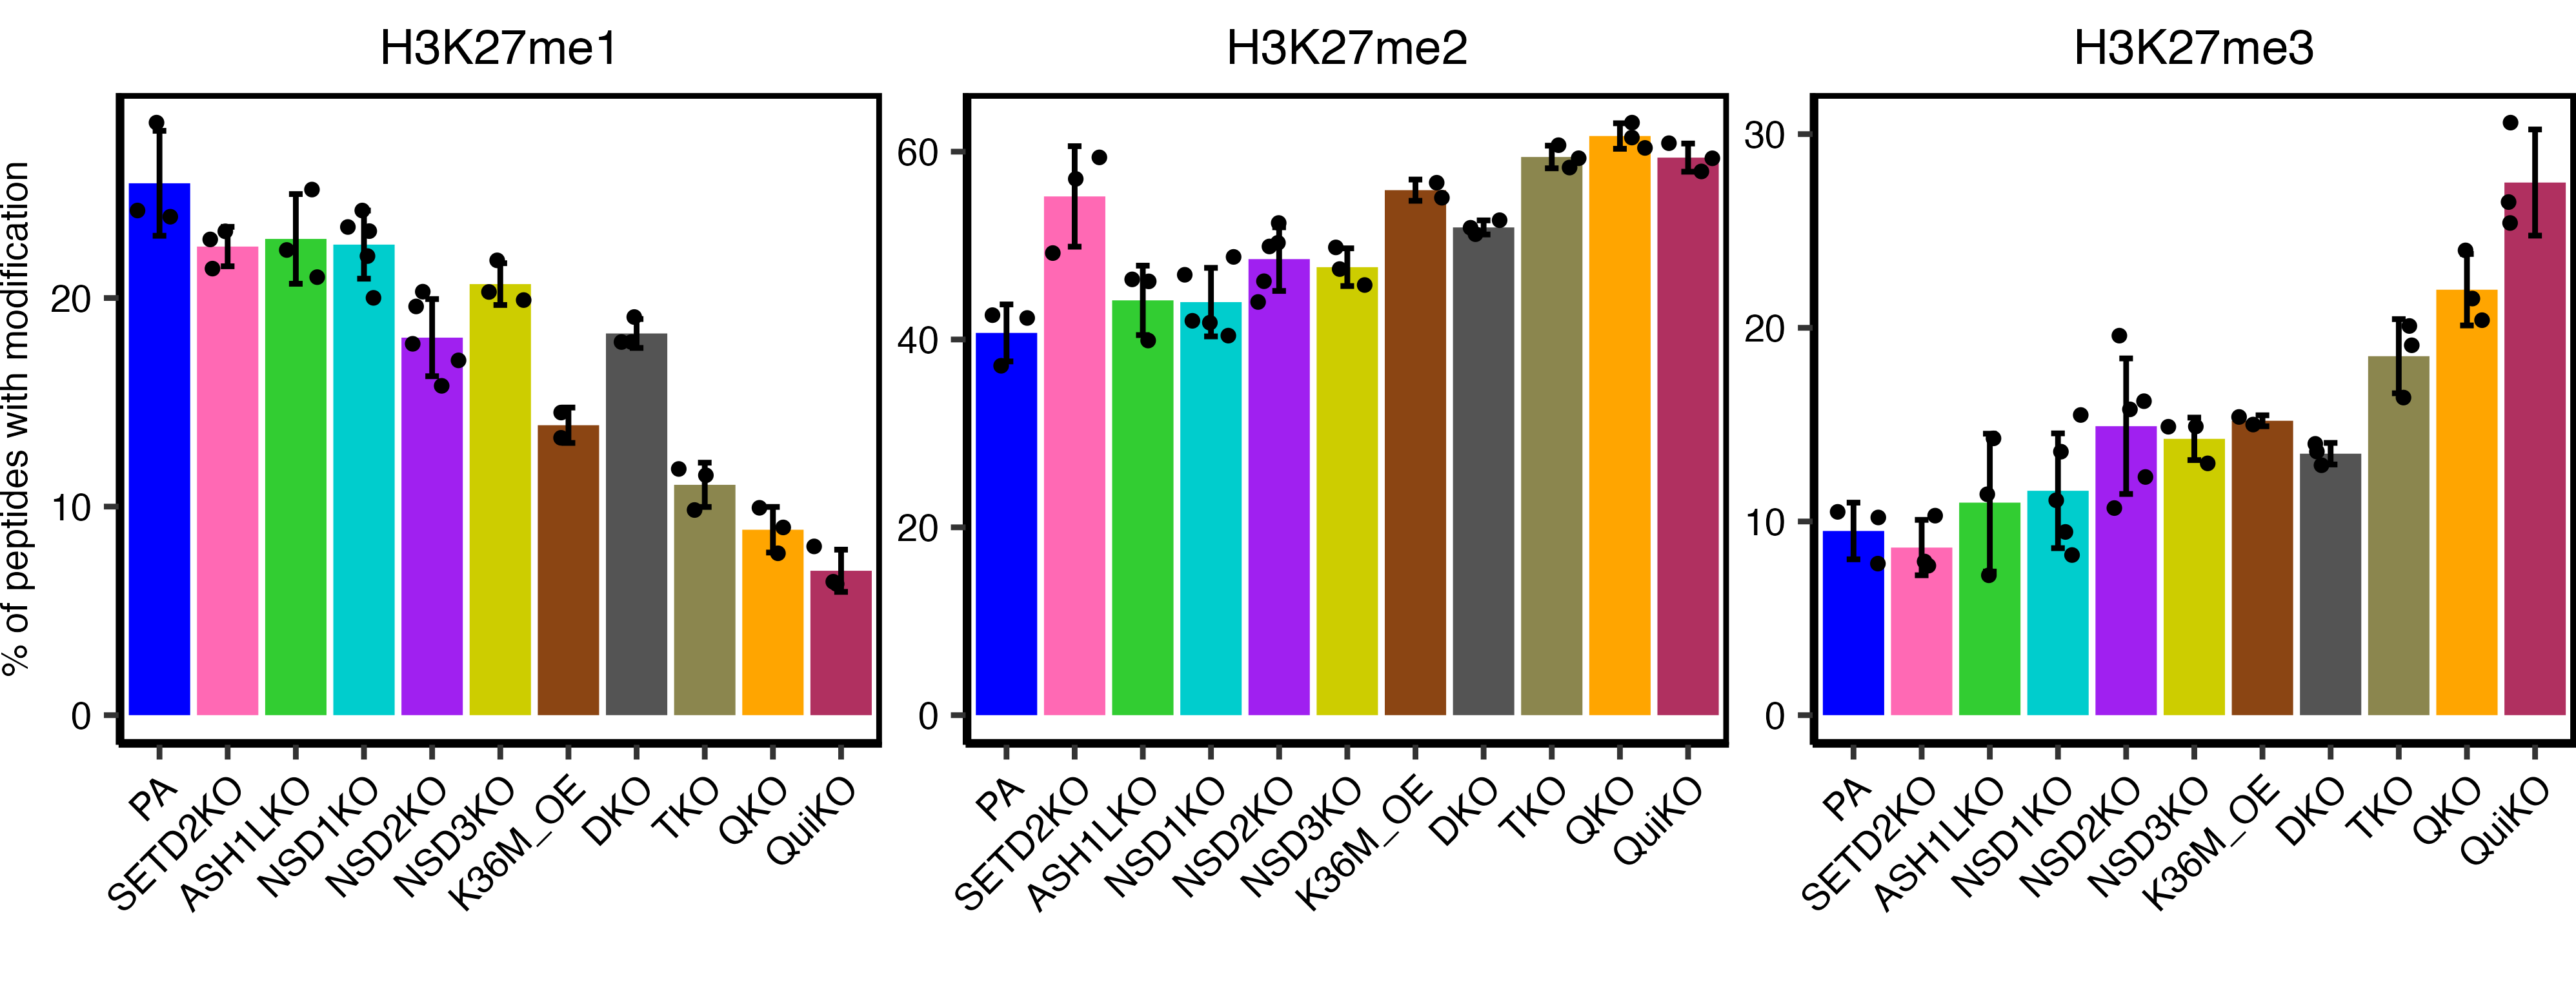 H3K27me1
H3K27me2
H3K27me3
% of peptides with modification
20
10
0
60
40
20
0
30
20
10
0
PA
SETD2KO
ASH1LKO
NSD1KO
NSD2KO
NSD3KO
K36M_OE
DKO
TKO
QKO
QuiKO
PA
SETD2KO
ASH1LKO
NSD1KO
NSD2KO
NSD3KO
K36M_OE
DKO
TKO
QKO
QuiKO
PA
SETD2KO
ASH1LKO
NSD1KO
NSD2KO
NSD3KO
K36M_OE
DKO
TKO
QKO
QuiKO